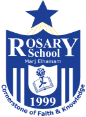 ROSARY
School
Marj Elhamam
1999
Cornerstone of Faith & Knowledge